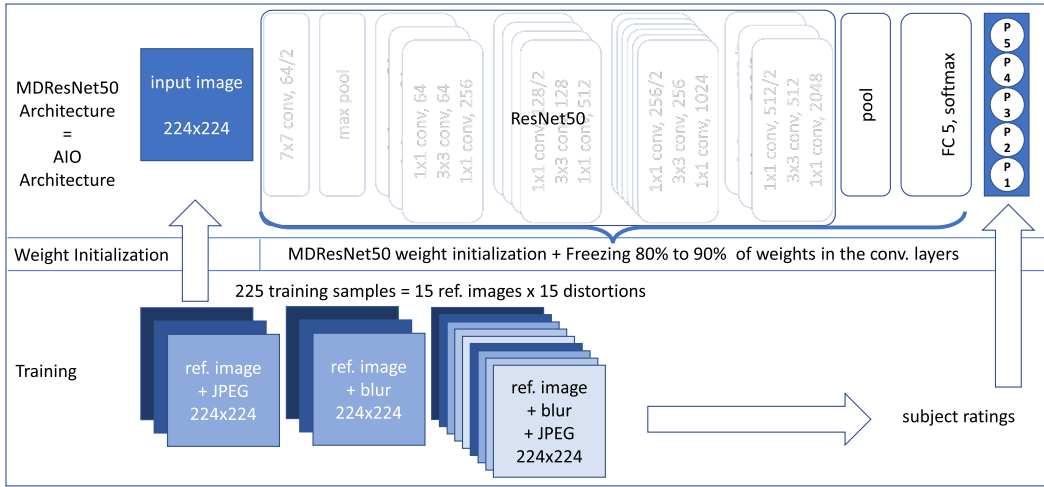 MDResNet50
Architecture
=
AIO
Architecture
input image
224x224
7x7 conv, 64/2
max pool
1x1 conv, 64
3x3 conv, 64
1x1 conv, 256
1x1 conv, 128/2
3x3 conv, 128
1x1 conv, 512
ResNet50
1x1 conv, 256/2
3x3 conv, 256
1x1 conv, 1024
1x1 conv, 512/2
3x3 conv, 512
1x1 conv, 2048
pool
FC 5, softmax
P
5
P
4
P
3
P
2
P
1
Weight Initialization
MDResNet50 weight initialization + Freezing 80% to 90% of weights in the conv. layers
225 training samples = 15 ref. images x 15 distortions
Training
ref. image
+ JPEG
224x224
ref. image
+ blur
224x224
ref. image
+ blur
+ JPEG
224x224
subject ratings